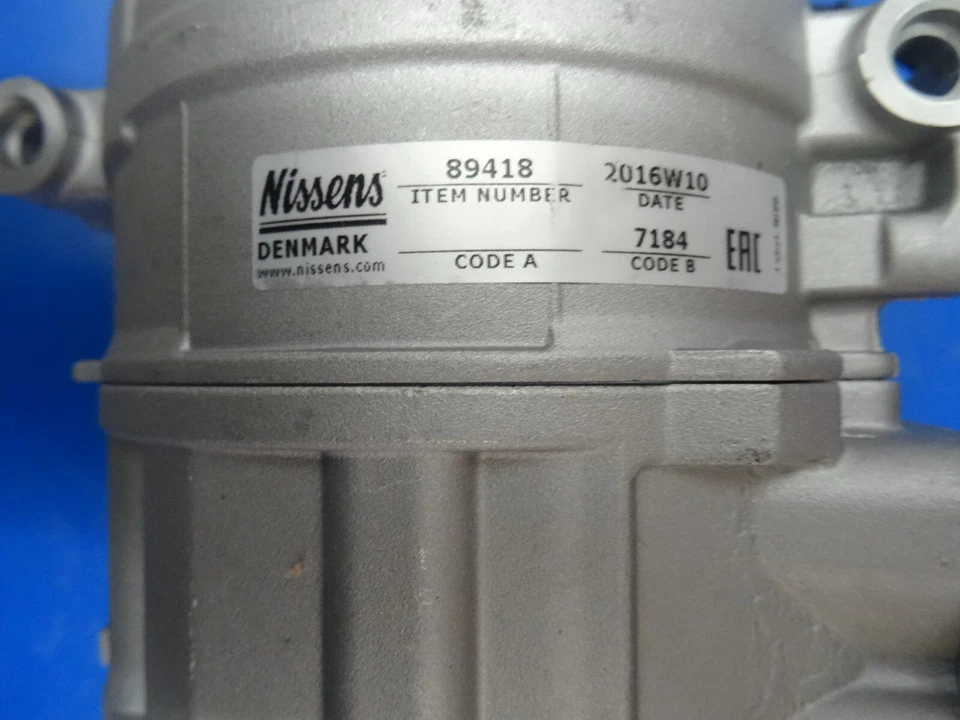 Nissens
DENMARK
www.nissens.com
89418
ITEM NUMBER
CODE A
2016W10
DATE
7184
CODE B
EAC